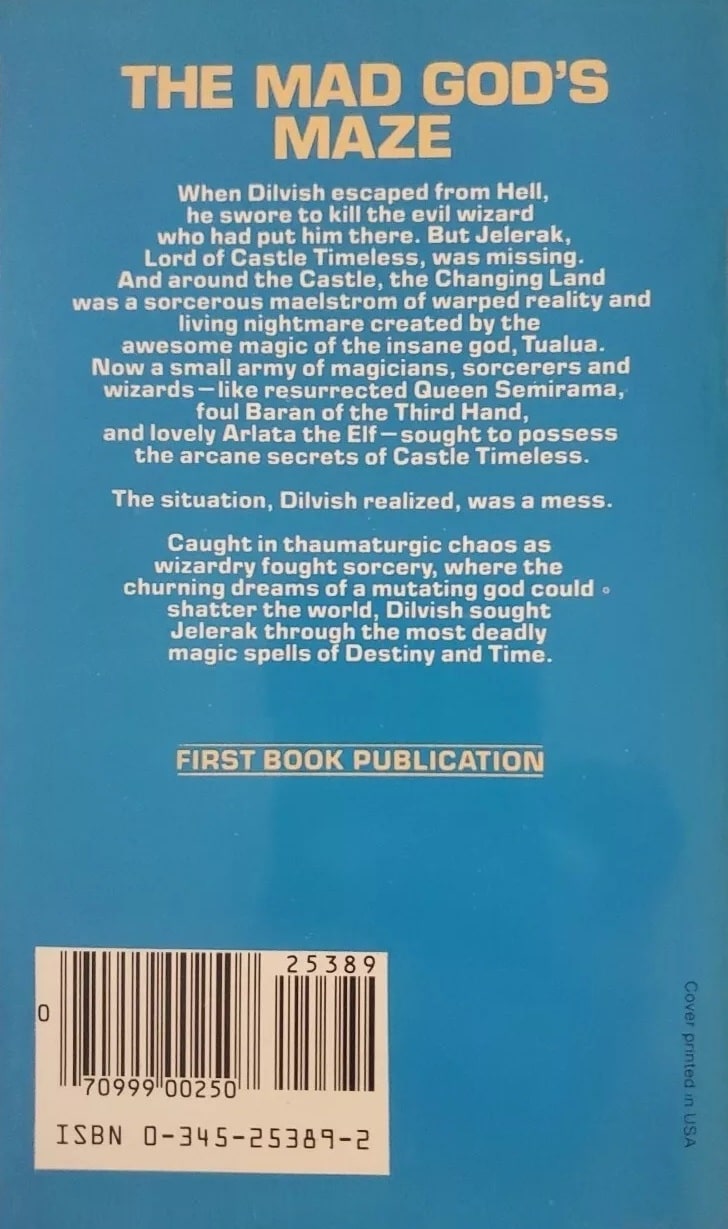 THE MAD GOD'S
MAZE
When Dilvish escaped from Hell,
he swore to kill the evil wizard
who had put him there. But Jelerak,
Lord of Castle Timeless, was missing.
And around the Castle, the Changing Land
was a sorcerous maelstrom of warped reality and
living nightmare created by the
awesome magic of the insane god, Tualua.
Now a small army of magicians, sorcerers and
wizards—like resurrected Queen Semirama,
foul Baran of the Third Hand,
and lovely Arlata the Elf—sought to possess
the arcane secrets of Castle Timeless.
The situation, Dilvish realized, was a mess.
Caught in thaumaturgic chaos as
wizardry fought sorcery, where the
churning dreams of a mutating god could
shatter the world, Dilvish sought
Jelerak through the most deadly
magic spells of Destiny and Time.
FIRST BOOK PUBLICATION
25389
0
70999 00250
ISBN 0-345-25389-2
Cover printed in USA